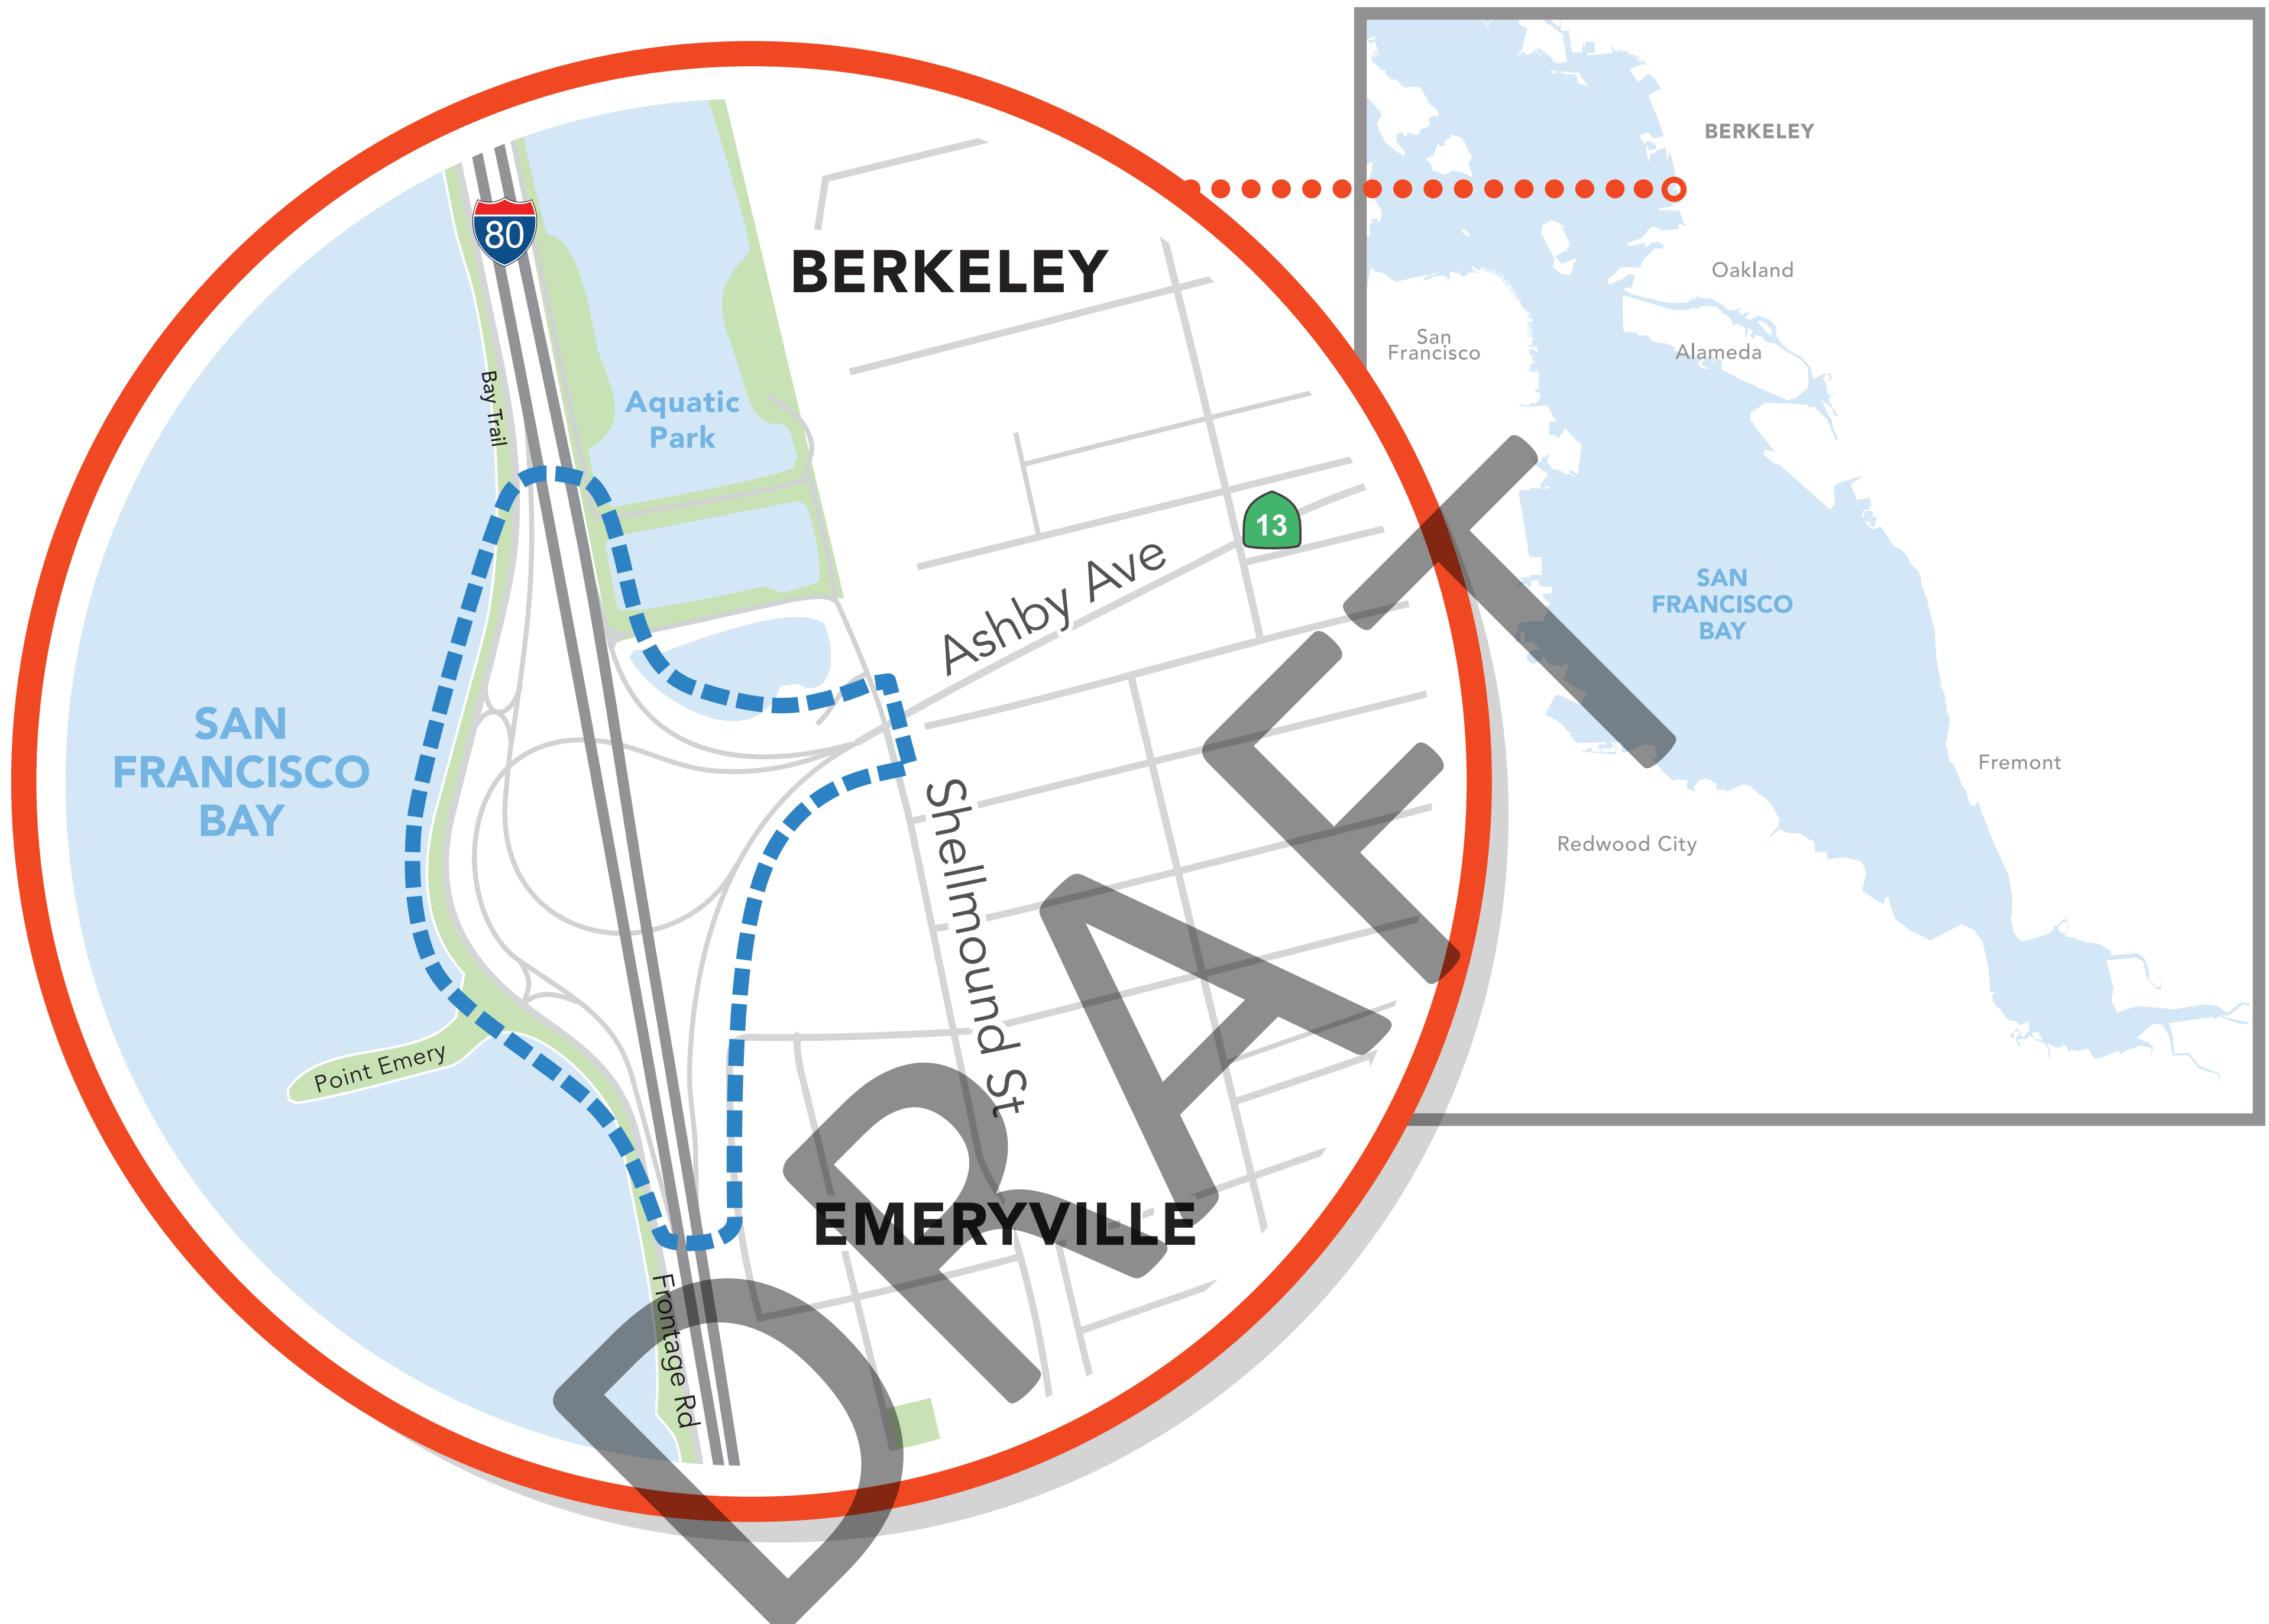 BERKELEY
80
BERKELEY
Oakland
San
Francisco
Alameda
Bay Trail
Aquatic
Park
13
Ashby Ave
SAN
FRANCISCO
BAY
SAN
FRANCISCO
BAY
Shellmound St
Fremont
Redwood City
Point Emery
EMERYVILLE
Frontage Rd
DRAFT